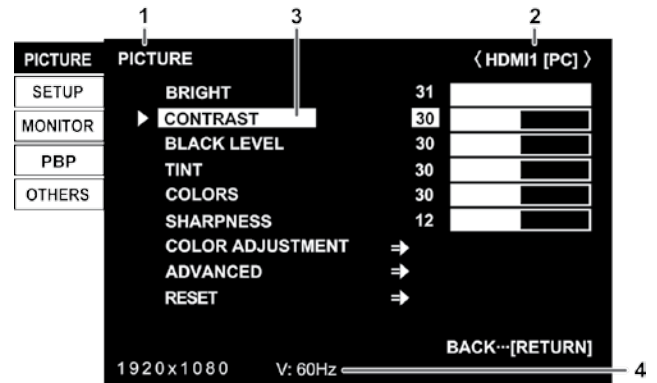 1 3 2
PICTURE PICTURE 〈 HDMI1 [PC] 〉
SETUP BRIGHT 31
MONITOR CONTRAST 30
BLACK LEVEL 30
PBP TINT 30
OTHERS COLORS 30
SHARPNESS 12
COLOR ADJUSTMENT
ADVANCED
RESET
BACK···[RETURN]
1920x1080 V: 60Hz 4